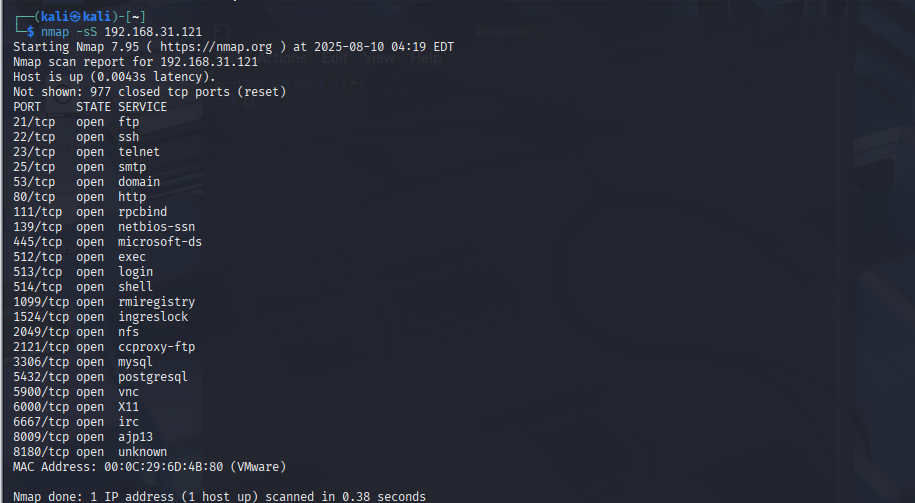 ┌──(kali㉿kali)-[~]
└─$ nmap -sS 192.168.31.121
Starting Nmap 7.95 ( https://nmap.org ) at 2025-08-10 04:19 EDT
Nmap scan report for 192.168.31.121
Host is up (0.0043s latency).
Not shown: 977 closed tcp ports (reset)
PORT     STATE SERVICE
21/tcp   open  ftp
22/tcp   open  ssh
23/tcp   open  telnet
25/tcp   open  smtp
53/tcp   open  domain
80/tcp   open  http
111/tcp  open  rpcbind
139/tcp  open  netbios-ssn
445/tcp  open  microsoft-ds
512/tcp  open  exec
513/tcp  open  login
514/tcp  open  shell
1099/tcp open  rmiregistry
1524/tcp open  ingreslock
2049/tcp open  nfs
2121/tcp open  ccproxy-ftp
3306/tcp open  mysql
5432/tcp open  postgresql
5900/tcp open  vnc
6000/tcp open  X11
6667/tcp open  irc
8009/tcp open  ajp13
8180/tcp open  unknown
MAC Address: 00:0C:29:6D:4B:80 (VMware)
Nmap done: 1 IP address (1 host up) scanned in 0.38 seconds